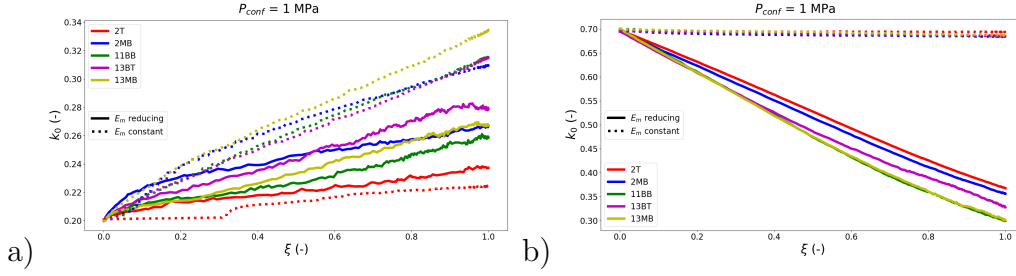 P_conf = 1 MPa
0.34
0.32
0.30
0.28
0.26
0.24
0.22
0.20
k_0 (-)
2T
2MB
11BB
13BT
13MB
E_m reducing
E_m constant
0.0 0.2 0.4 0.6 0.8 1.0
ξ (-)
a)
P_conf = 1 MPa
0.70
0.65
0.60
0.55
0.50
0.45
0.40
0.35
0.30
k_0 (-)
E_m reducing
E_m constant
2T
2MB
11BB
13BT
13MB
0.0 0.2 0.4 0.6 0.8 1.0
ξ (-)
b)